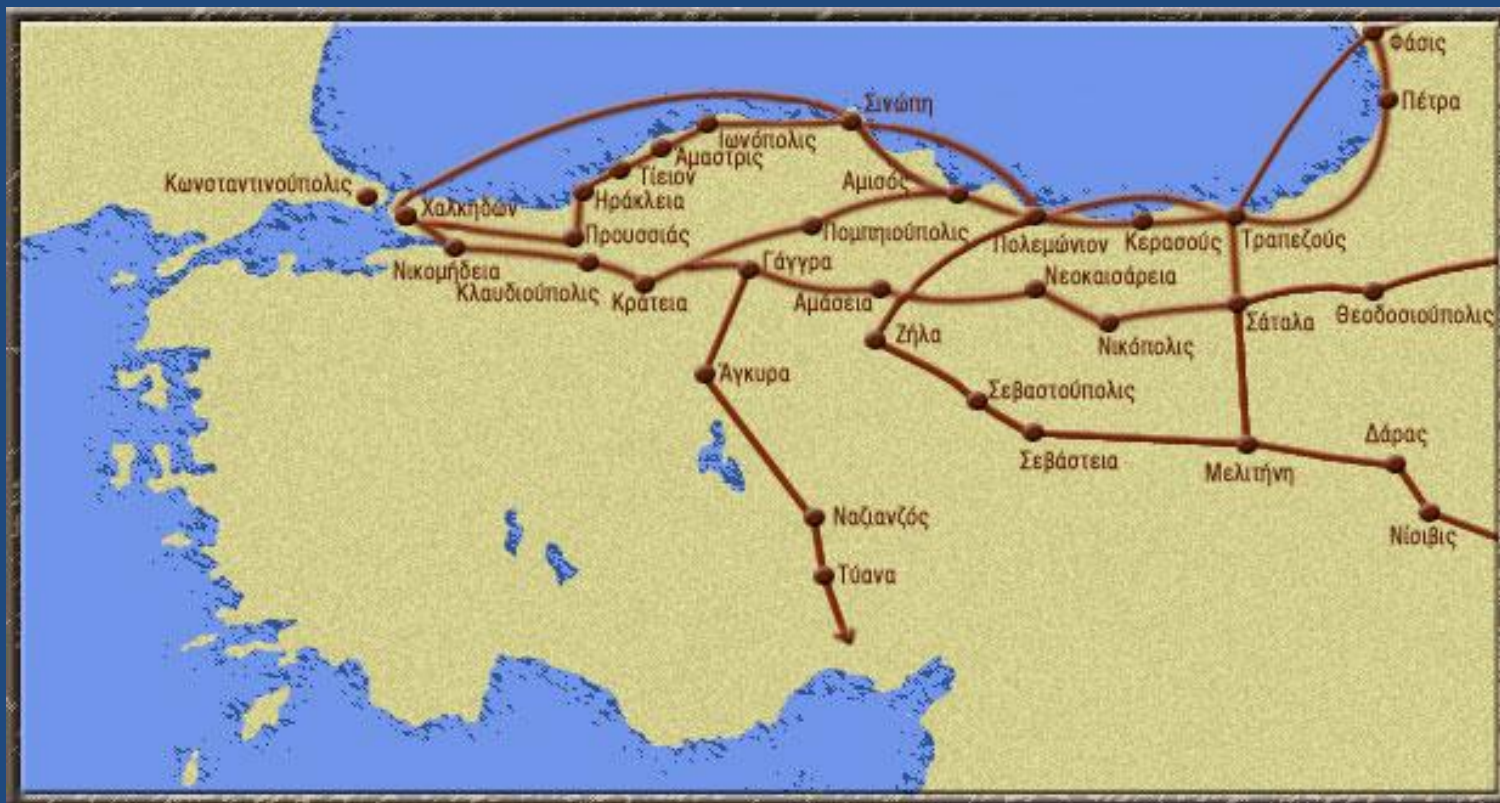 Φάσις
Πέτρα
Σινώπη
Ιωνόπολις
Άμαστρις
Τίειον
Κωνσταντινούπολις
Αμισός
Ηράκλεια
Χαλκηδών
Προυσσιάς
Πομπηιούπολις
Πολεμώνιον
Κερασούς
Τραπεζούς
Νικομήδεια
Γάγγρα
Νεοκαισάρεια
Κλαυδιούπολις
Κράτεια
Αμάσεια
Σάταλα
Θεοδοσιούπολις
Ζήλα
Νικόπολις
Άγκυρα
Σεβαστούπολις
Δάρας
Σεβάστεια
Μελιτήνη
Ναζιανζός
Νίσιβις
Τύανα